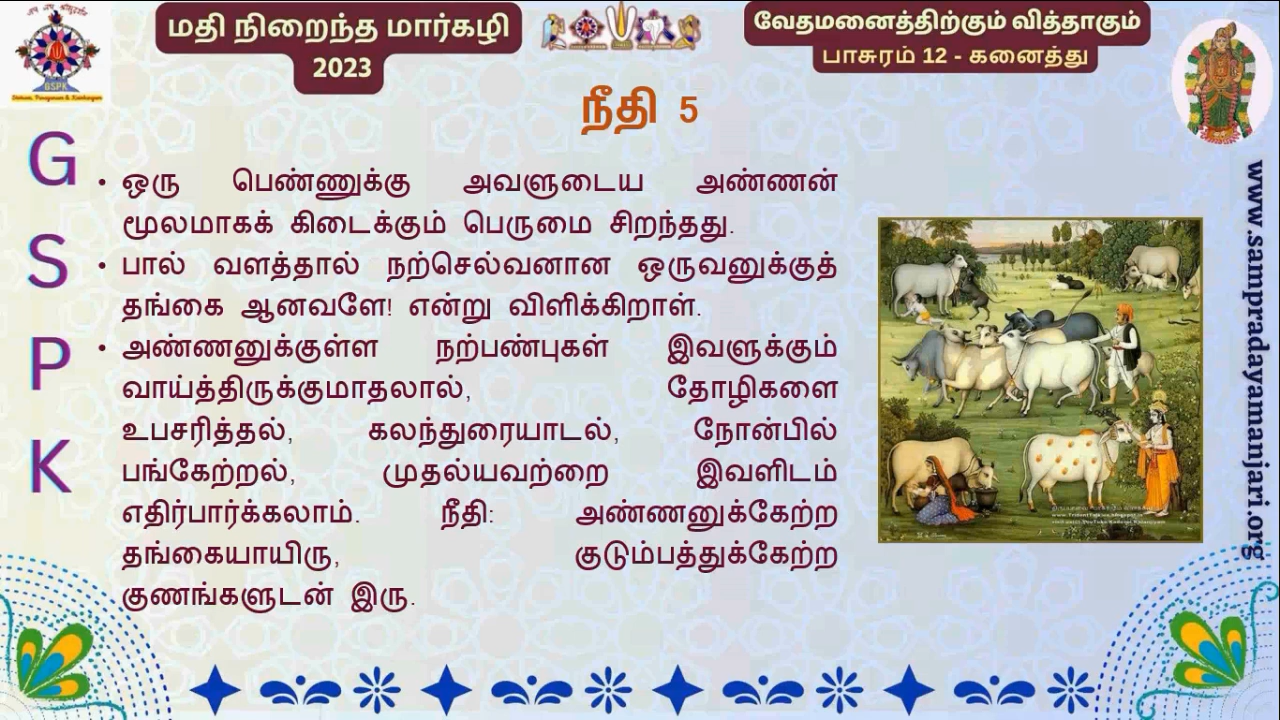 மதி நிறைந்த மார்கழி
2023
வேதமனைத்திற்கும் வித்தாகும்
பாசுரம் 12 - கனைத்து
BSPK
நீதி 5
G
S
P
K
• ஒரு பெண்ணுக்கு அவளுடைய அண்ணன்
மூலமாகக் கிடைக்கும் பெருமை சிறந்தது.
• பால் வளத்தால் நற்செல்வனான ஒருவனுக்குத்
தங்கை ஆனவளே! என்று விளிக்கிறாள்.
• அண்ணனுக்குள்ள நற்பண்புகள் இவளுக்கும்
வாய்த்திருக்குமாதலால், தோழிகளை
உபசரித்தல், கலந்துரையாடல், நோன்பில்
பங்கேற்றல், முதல்யவற்றை இவளிடம்
எதிர்பார்க்கலாம். நீதி: அண்ணனுக்கேற்ற
தங்கையாயிரு, குடும்பத்துக்கேற்ற
குணங்களுடன் இரு.
www.sampradayamanjari.org